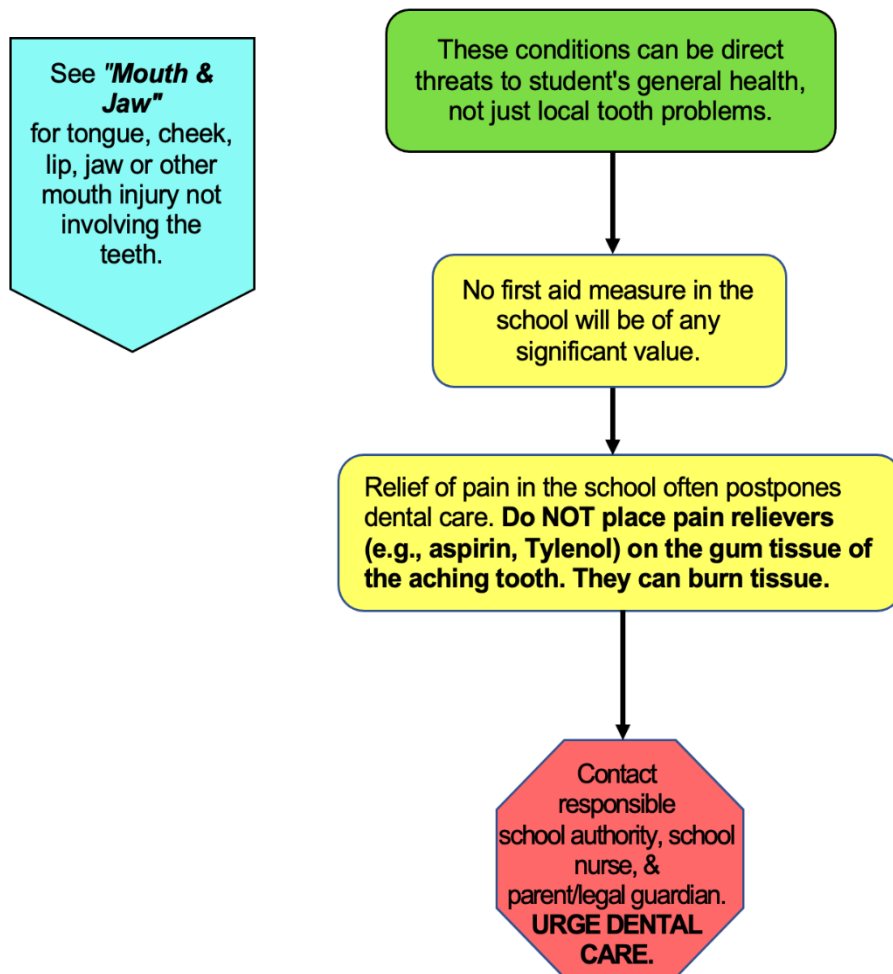 See "Mouth &
Jaw"
for tongue, cheek,
lip, jaw or other
mouth injury not
involving the
teeth.
These conditions can be direct
threats to student's general health,
not just local tooth problems.
No first aid measure in the
school will be of any
significant value.
Relief of pain in the school often postpones
dental care. Do NOT place pain relievers
(e.g., aspirin, Tylenol) on the gum tissue of
the aching tooth. They can burn tissue.
Contact
responsible
school authority, school
nurse, &
parent/legal guardian.
URGE DENTAL
CARE.